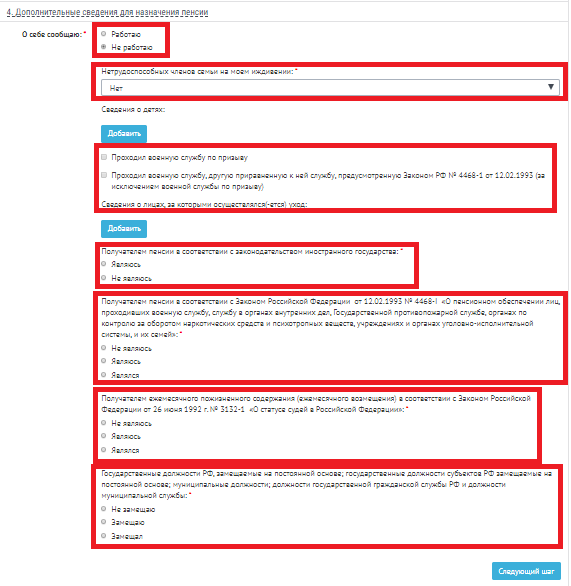 4. Дополнительные сведения для назначения пенсии
О себе сообщаю: *
Работаю
Не работаю
Нетрудоспособных членов семьи на моем иждивении: *
Нет
Сведения о детях:
Добавить
Проходил военную службу по призыву
Проходил военную службу, другую приравненную к ней службу, предусмотренную Законом РФ № 4468-1 от 12.02.1993 (за
исключением военной службы по призыву)
Сведения о лицах, за которыми осуществлялся(-ется) уход:
Добавить
Получателем пенсии в соответствии с законодательством иностранного государства: *
Являюсь
Не являюсь
Получателем пенсии в соответствии с Законом Российской Федерации от 12.02.1993 № 4468-I «О пенсионном обеспечении лиц,
проходивших военную службу, службу в органах внутренних дел, Государственной противопожарной службе, органах по
контролю за оборотом наркотических средств и психотропных веществ, учреждениях и органах уголовно-исполнительной
системы, и их семей»: *
Не являюсь
Являюсь
Являлся
Получателем ежемесячного пожизненного содержания (ежемесячного возмещения) в соответствии с Законом Российской
Федерации от 26 июня 1992 г. № 3132-1 «О статусе судей в Российской Федерации»: *
Не являюсь
Являюсь
Являлся
Государственные должности РФ, замещаемые на постоянной основе; государственные должности субъектов РФ замещаемые на
постоянной основе; муниципальные должности; должности государственной гражданской службы РФ и должности
муниципальной службы: *
Не замещаю
Замещаю
Замещал
Следующий шаг